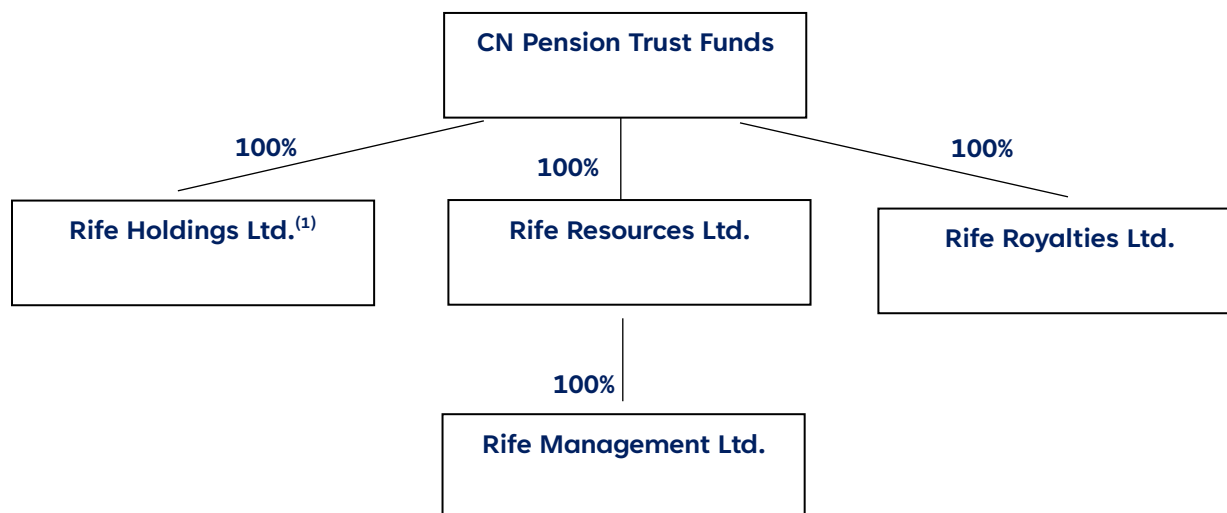 CN Pension Trust Funds
100%
100%
100%
Rife Holdings Ltd.(1)
Rife Resources Ltd.
Rife Royalties Ltd.
100%
Rife Management Ltd.